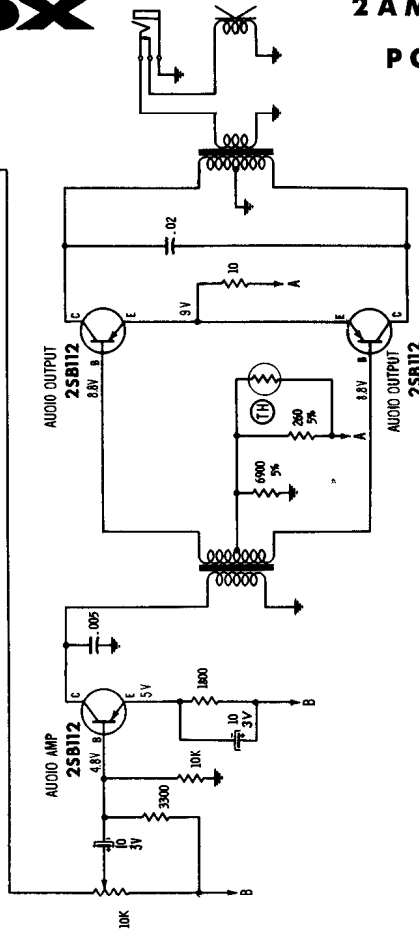 OX
2 A M
P O
.02
10
A
9V
C
E
B
AUDIO OUTPUT
2SB112
8.8V
E
C
B
8.8V
AUDIO OUTPUT
2SB112
TH
260
5%
A
6900
5%
.005
AUDIO AMP
2SB112
C
E
B
5V
4.8V
1800
10
3V
B
10K
3300
10
3V
B
10K